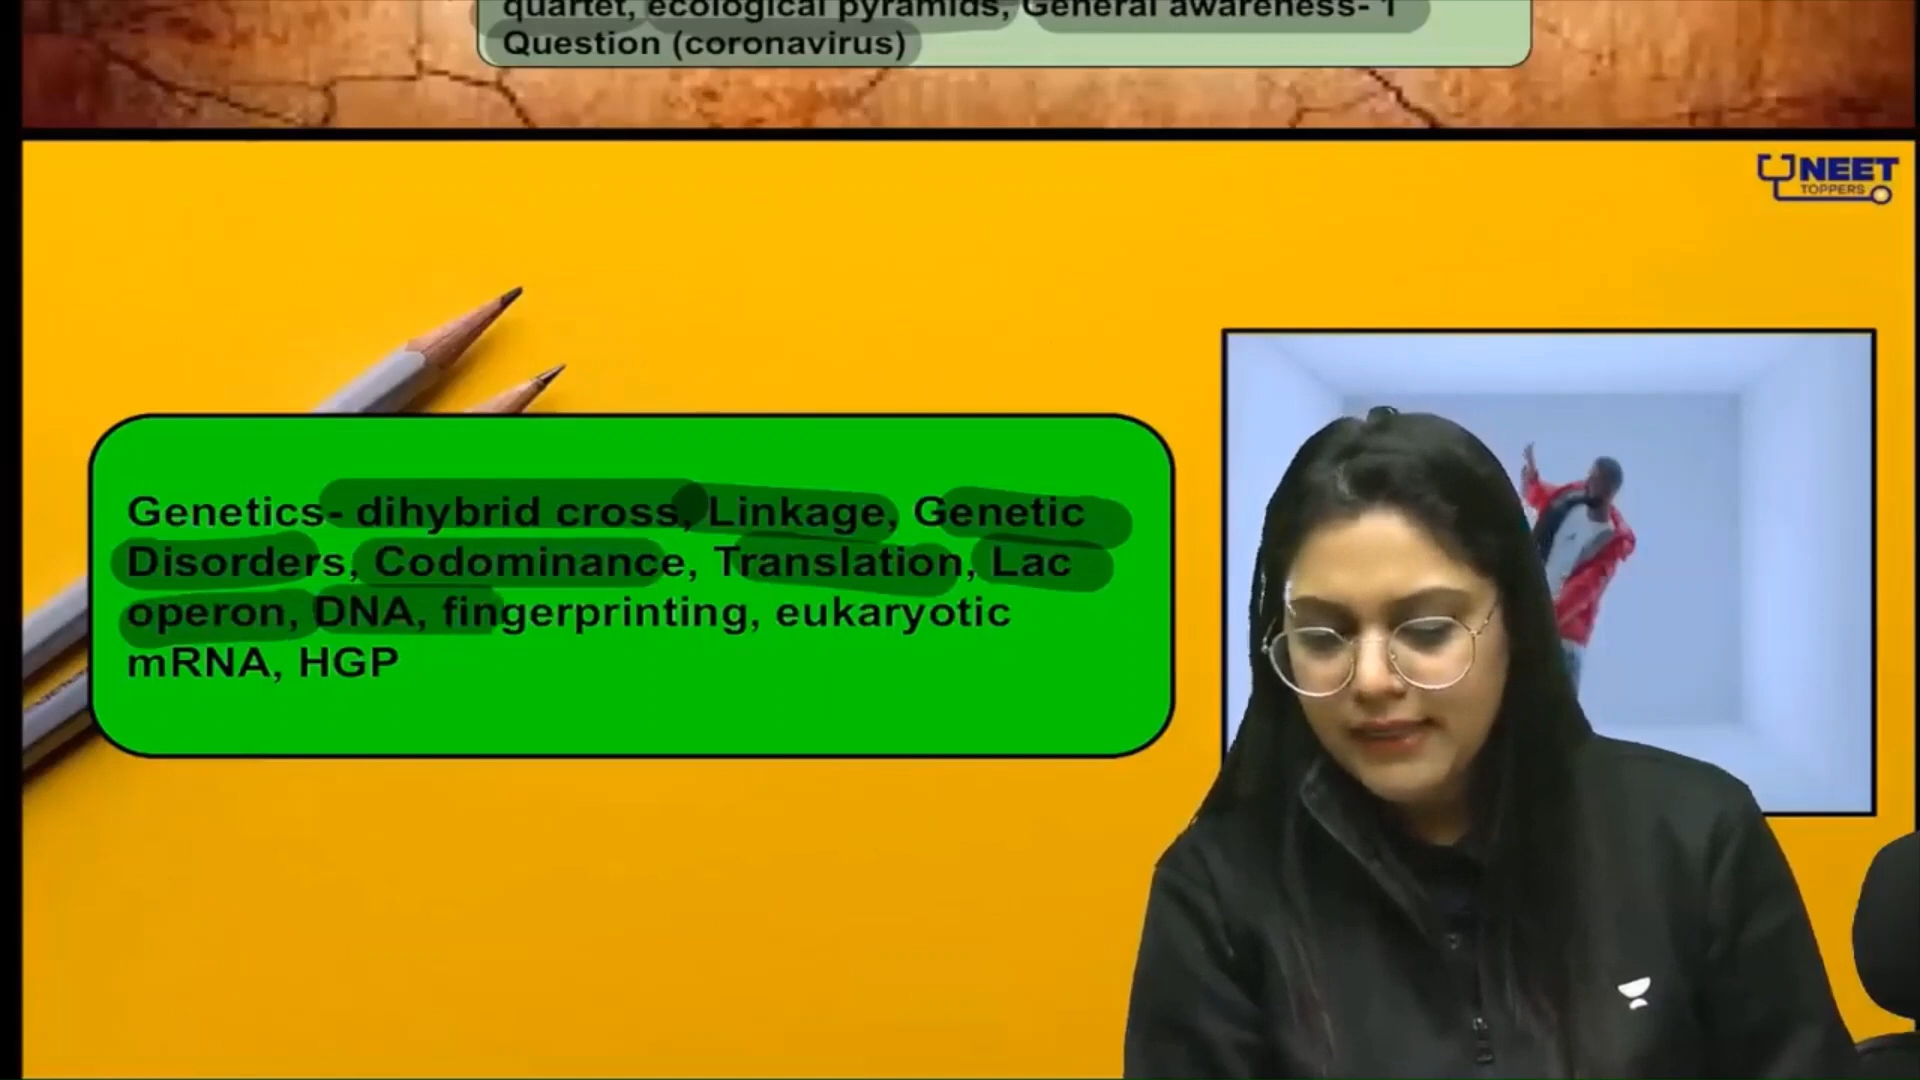 quartet, ecological pyramids, General awareness- 1
Question (coronavirus)
NEET
TOPPERS
Genetics- dihybrid cross, Linkage, Genetic
Disorders, Codominance, Translation, Lac
operon, DNA, fingerprinting, eukaryotic
mRNA, HGP